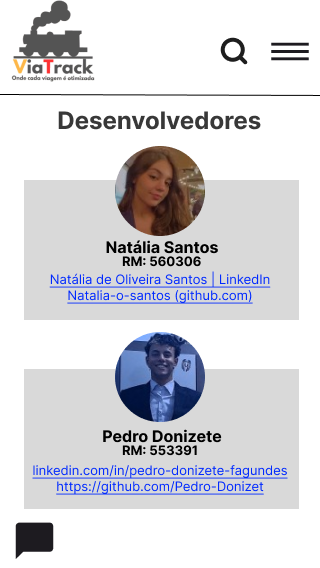 ViaTrack
Onde cada viagem é otimizada
Desenvolvedores
Natália Santos
RM: 560306
Natália de Oliveira Santos | LinkedIn
Natalia-o-santos (github.com)
Pedro Donizete
RM: 553391
linkedin.com/in/pedro-donizete-fagundes
https://github.com/Pedro-Donizet